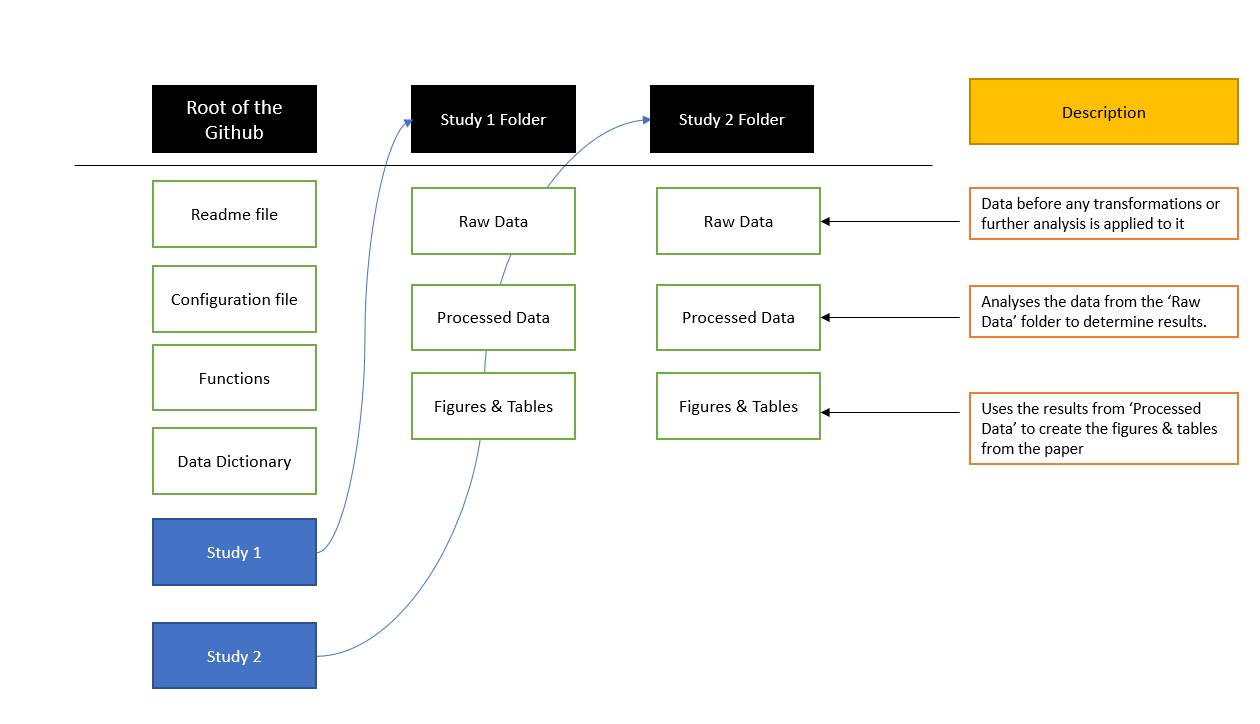 Root of the
Github
Study 1 Folder
Study 2 Folder
Description
Readme file
Raw Data
Raw Data
Data before any transformations or
further analysis is applied to it
Configuration file
Processed Data
Processed Data
Analyses the data from the ‘Raw
Data’ folder to determine results.
Functions
Figures & Tables
Figures & Tables
Uses the results from ‘Processed
Data’ to create the figures & tables
from the paper
Data Dictionary
Study 1
Study 2